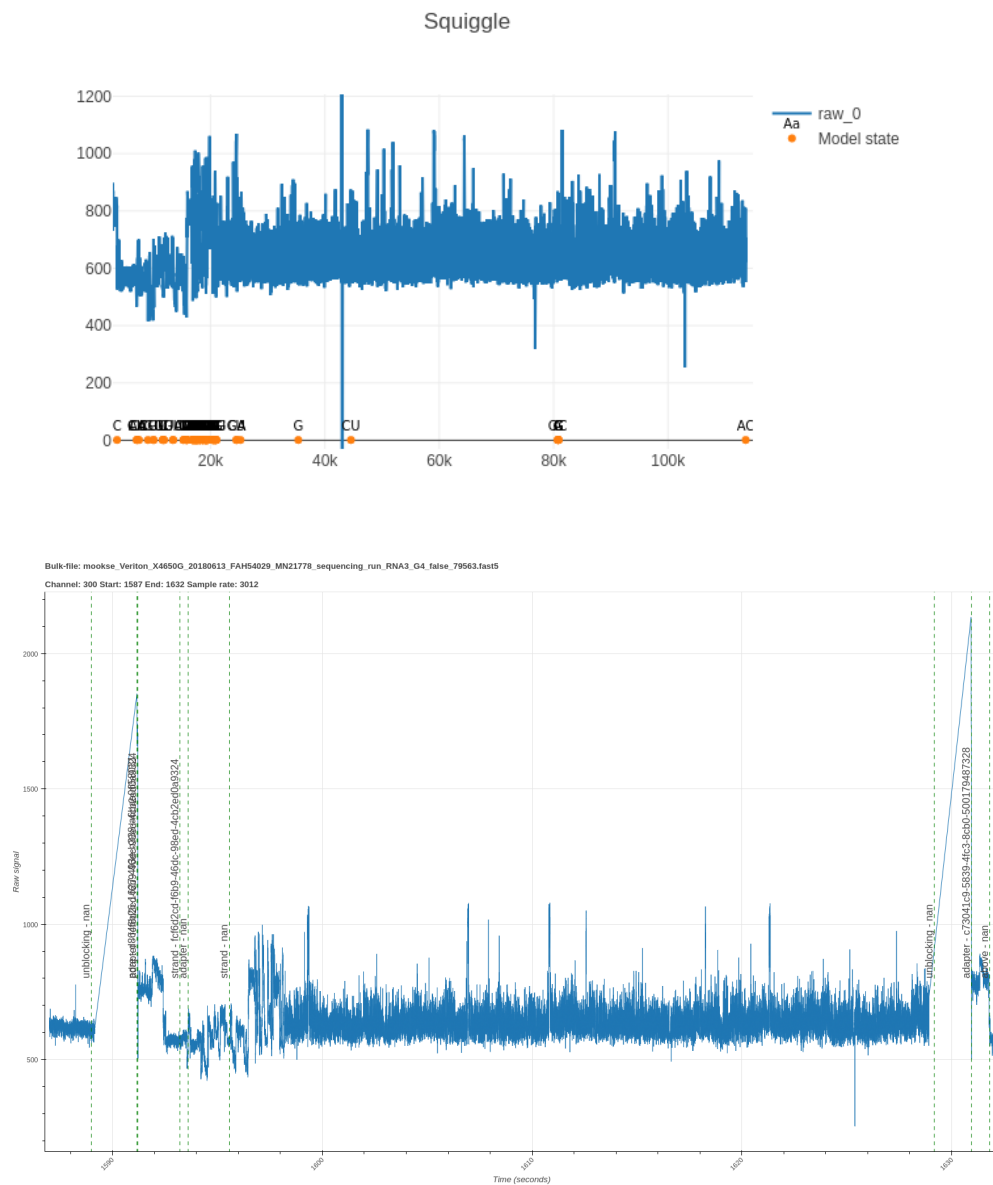 Squiggle
1200
1000
800
600
400
200
0
raw_0
Aa
Model state
C
G
CU
AC
20k
40k
60k
80k
100k
Bulk-file: mookse_Veriton_X4650G_20180613_FAH54029_MN21778_sequencing_run_RNA3_G4_false_79563.fast5
Channel: 300 Start: 1587 End: 1632 Sample rate: 3012
2000
1500
1000
500
Raw signal
unblocking - nan
strand - fcf6d2cd-f6b9-46dc-98ed-4cb2ed0a9324
adapter - nan
strand - nan
unblocking - nan
adapter - c73041c9-5839-4fc3-8cb0-500179487328
- nan
1590
1600
1610
1620
1630
Time (seconds)